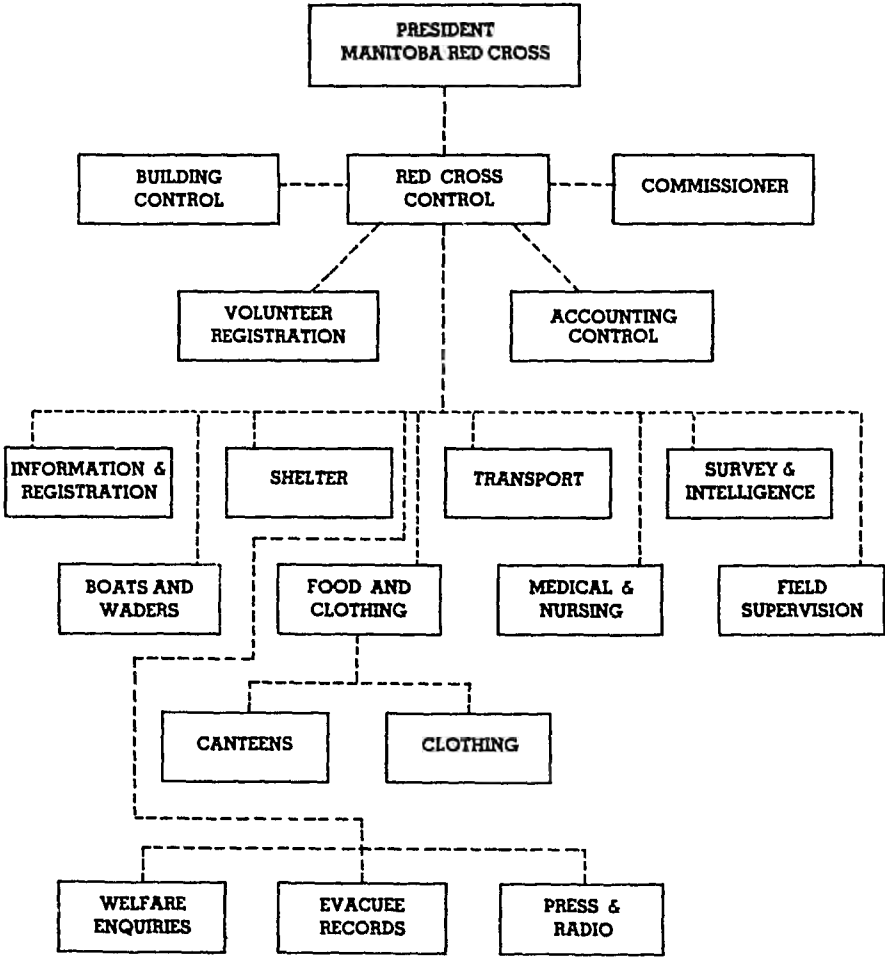 PRESIDENT
MANITOBA RED CROSS
BUILDING
CONTROL
RED CROSS
CONTROL
COMMISSIONER
VOLUNTEER
REGISTRATION
ACCOUNTING
CONTROL
INFORMATION &
REGISTRATION
SHELTER
TRANSPORT
SURVEY &
INTELLIGENCE
BOATS AND
WADERS
FOOD AND
CLOTHING
MEDICAL &
NURSING
FIELD
SUPERVISION
CANTEENS
CLOTHING
WELFARE
ENQUIRIES
EVACUEE
RECORDS
PRESS &
RADIO